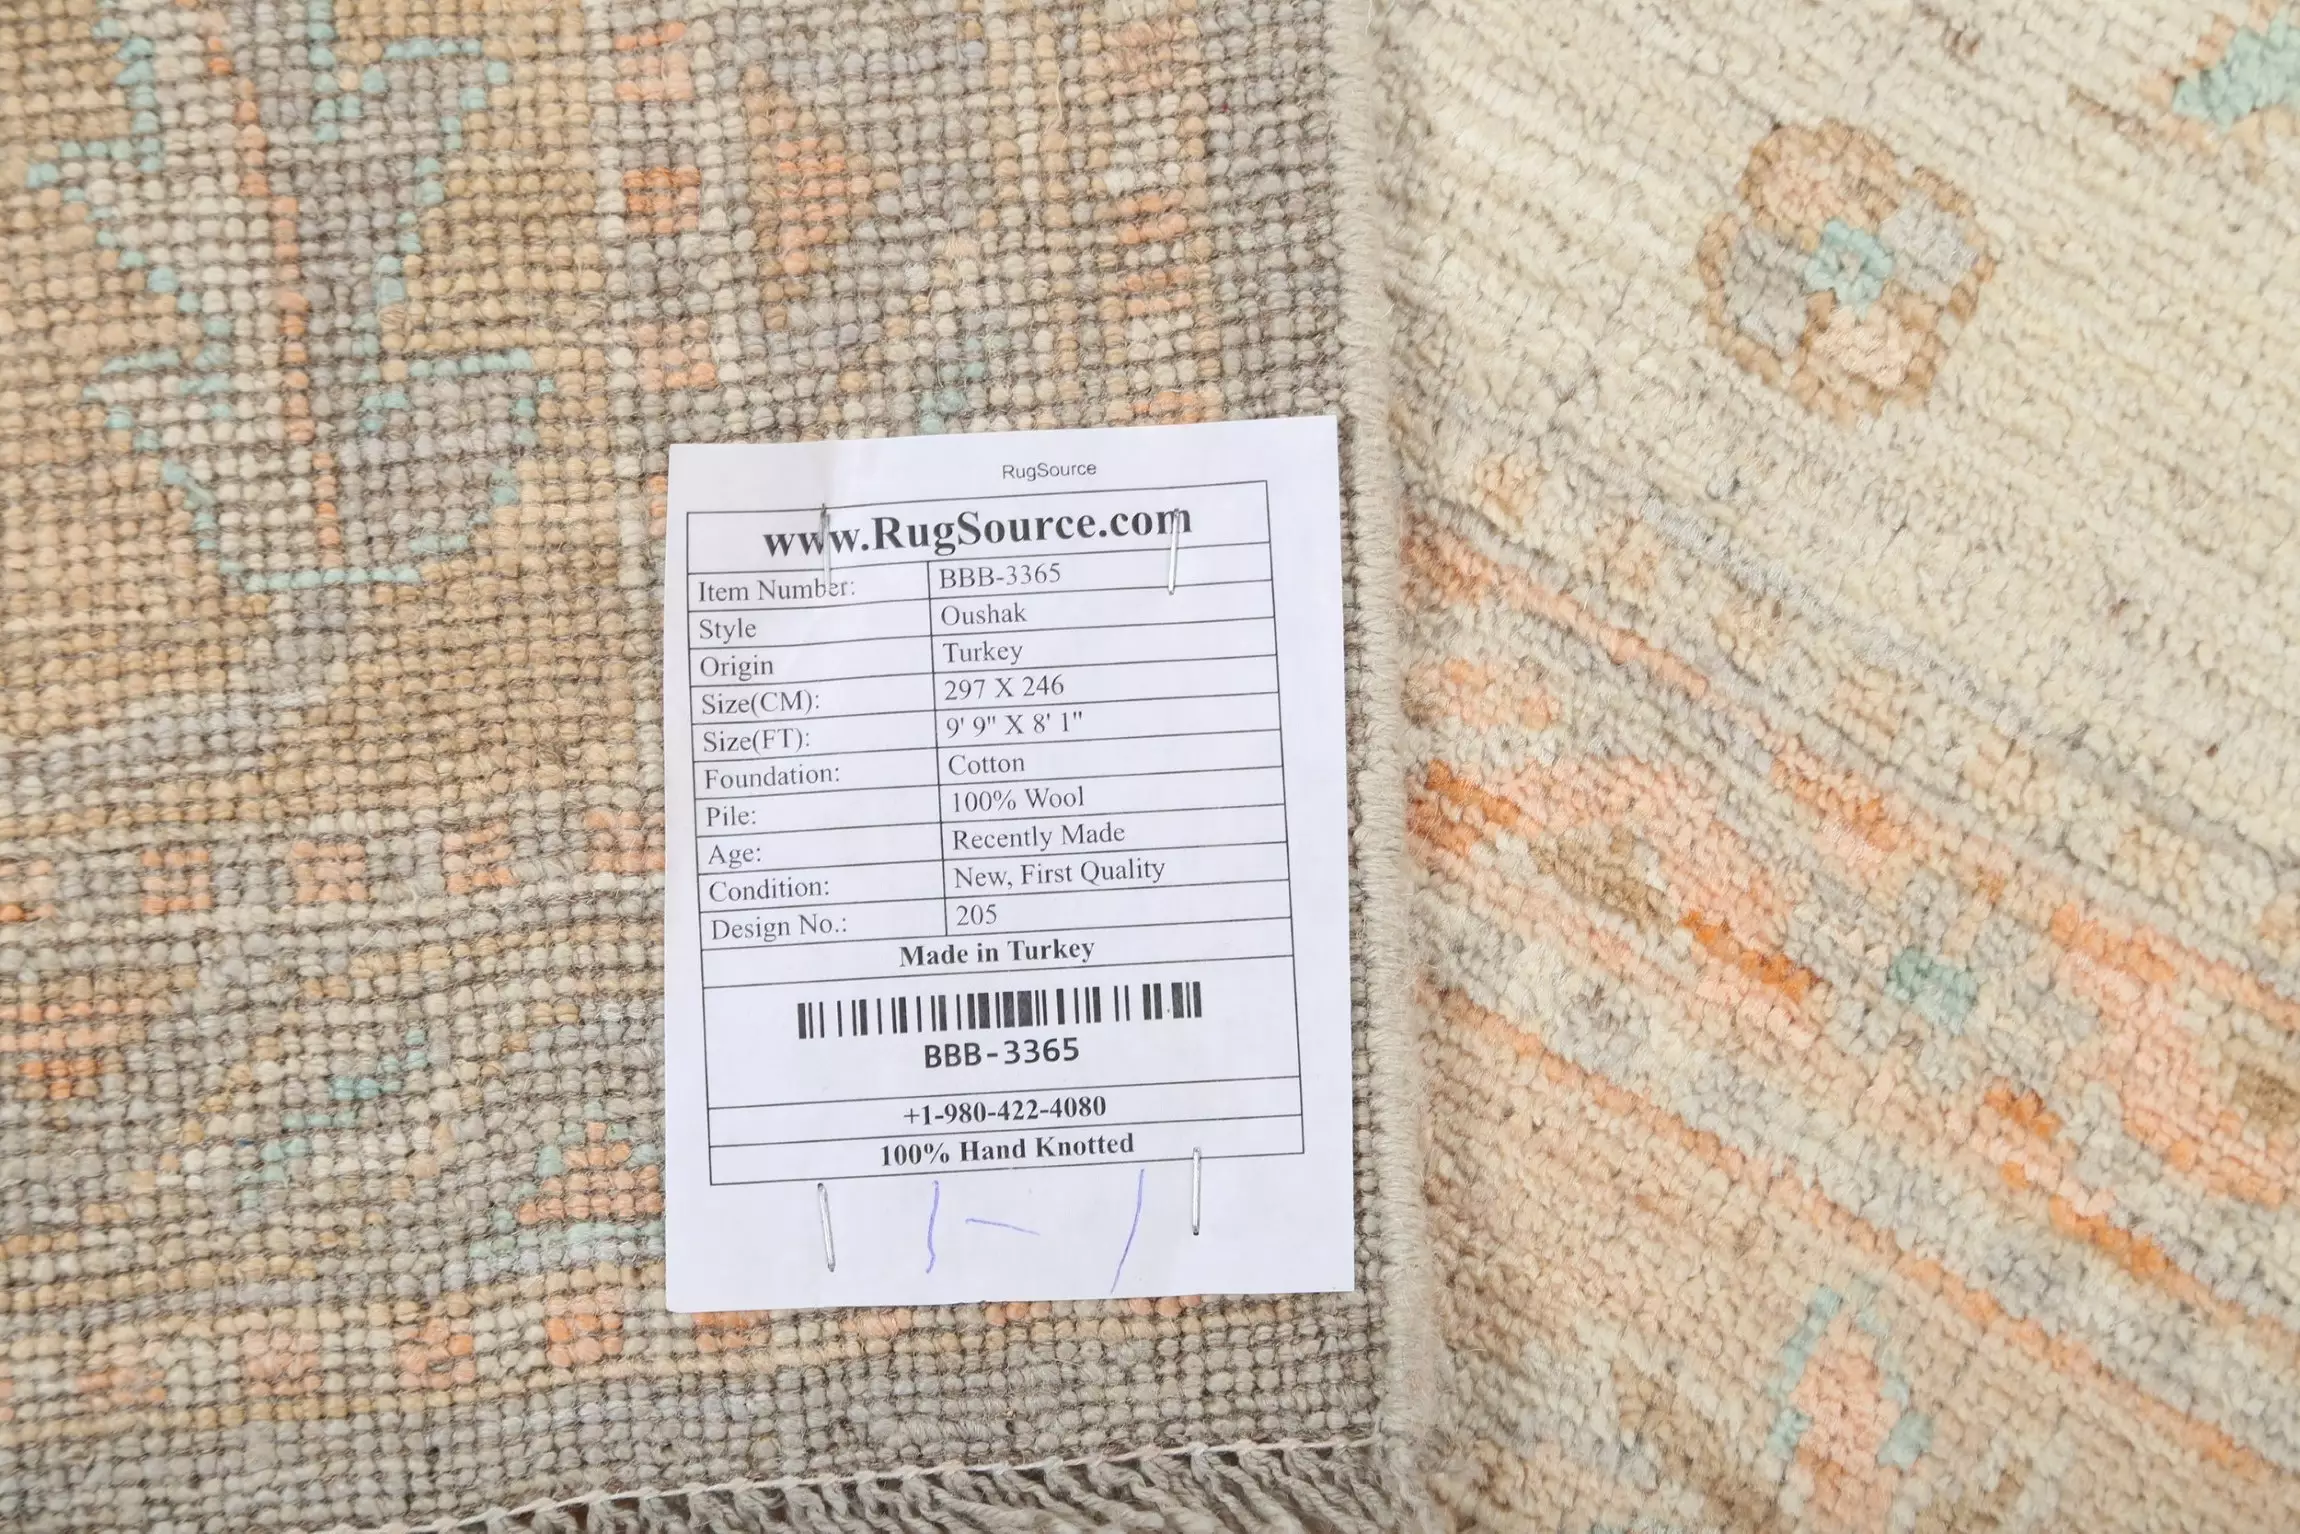 RugSource
www.RugSource.com
Item Number: BBB-3365
Style Oushak
Origin Turkey
Size(CM): 297 X 246
Size(FT): 9' 9" X 8' 1"
Foundation: Cotton
Pile: 100% Wool
Age: Recently Made
Condition: New, First Quality
Design No.: 205
Made in Turkey
BBB-3365
+1-980-422-4080
100% Hand Knotted